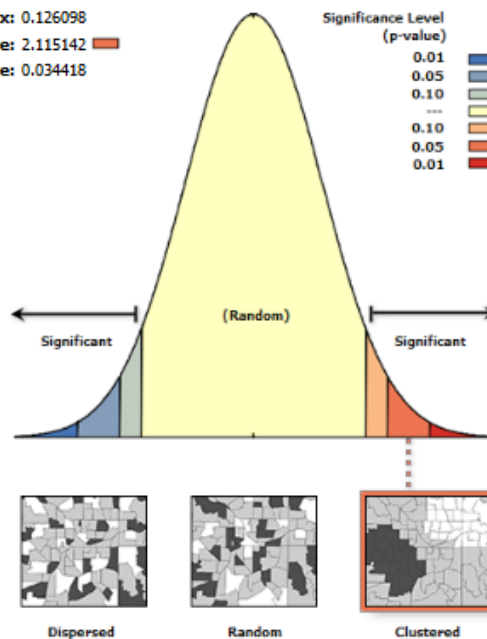 x: 0.126098
e: 2.115142
e: 0.034418
Significance Level
(p-value)
0.01
0.05
0.10
---
0.10
0.05
0.01
(Random)
Significant
Significant
Dispersed
Random
Clustered